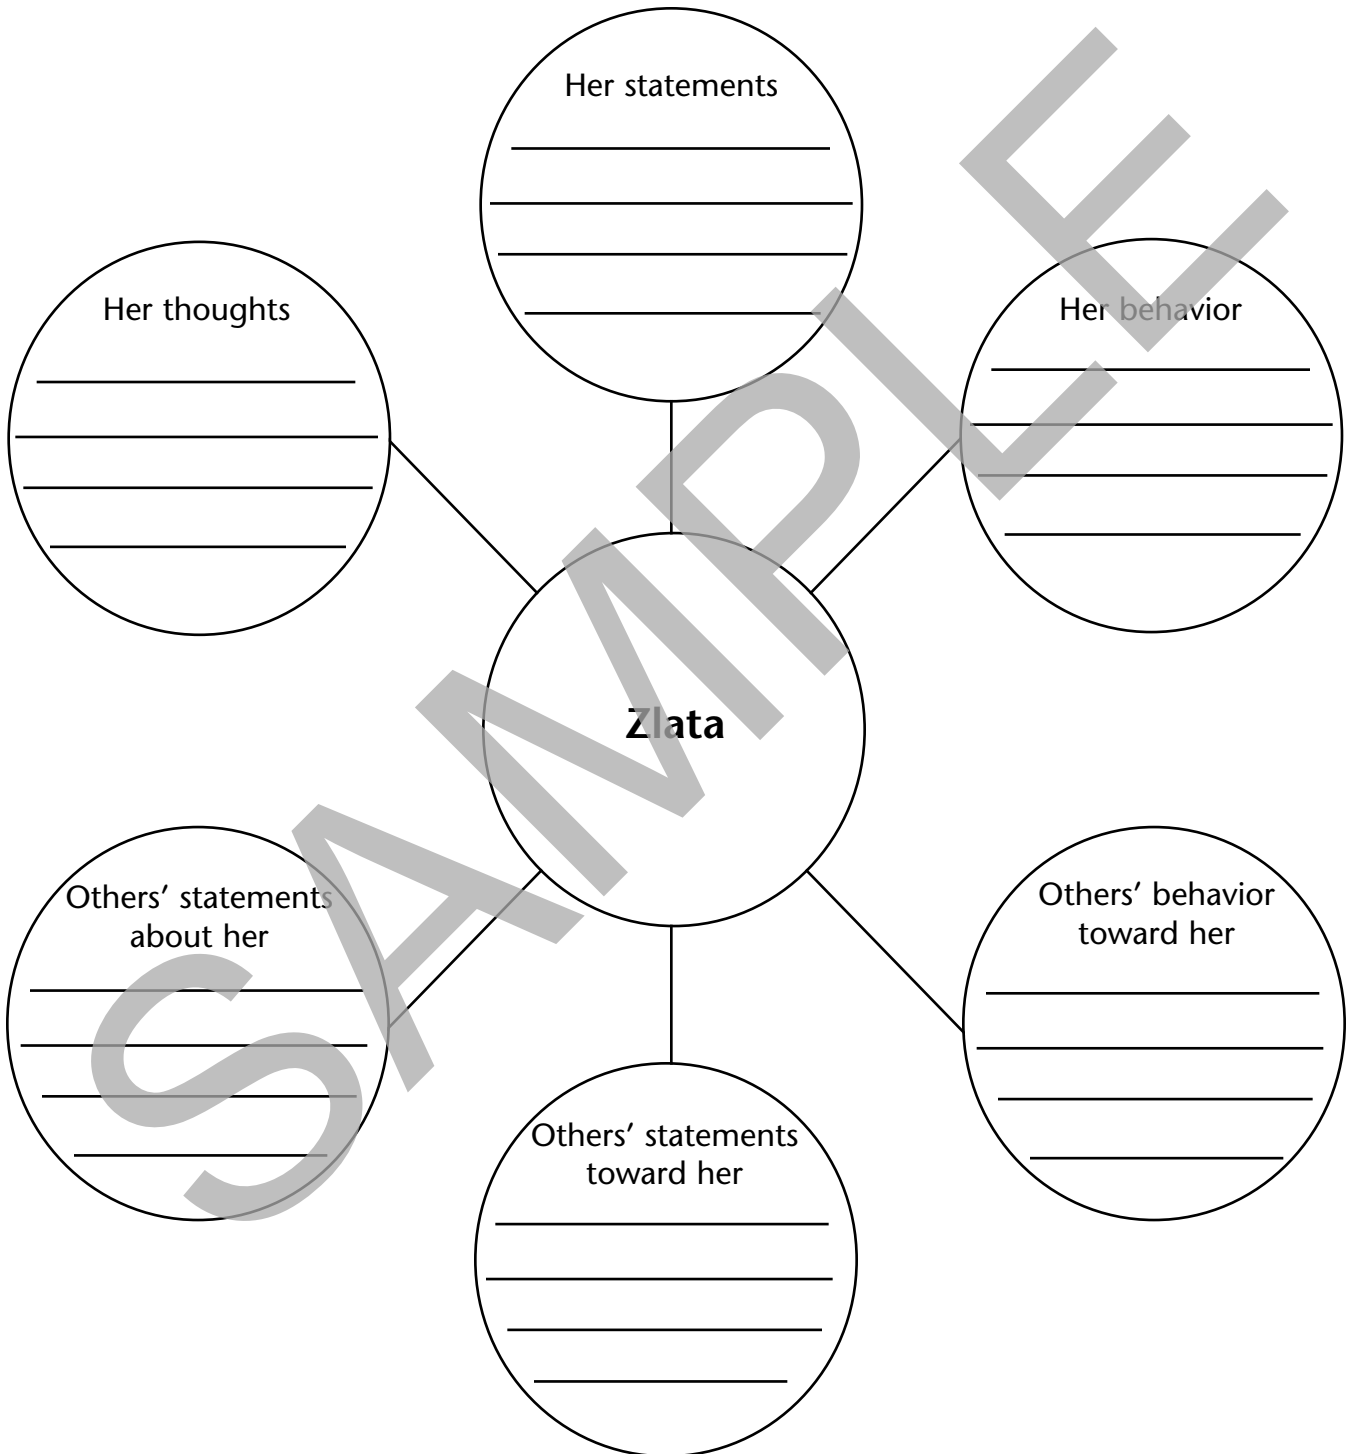 Her statements
Her thoughts
Her behavior
Zlata
Others' statements
about her
Others' behavior
toward her
Others' statements
toward her
SAMPLE